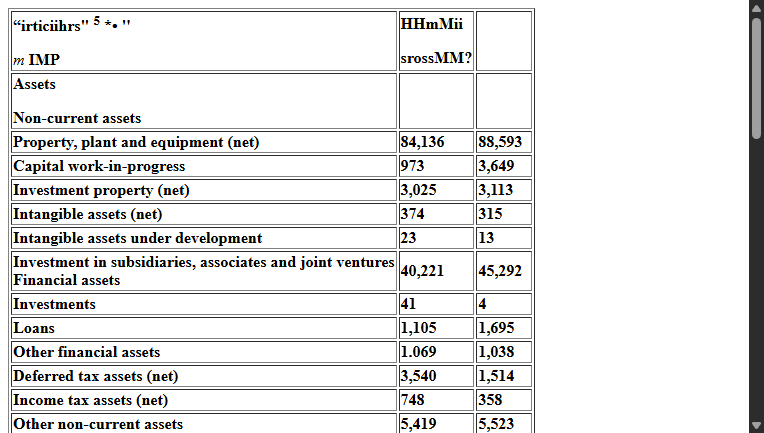 “irticiihrs" 5 *• " HHmMii
m IMP srossMM?
Assets
Non-current assets
Property, plant and equipment (net) 84,136 88,593
Capital work-in-progress 973 3,649
Investment property (net) 3,025 3,113
Intangible assets (net) 374 315
Intangible assets under development 23 13
Investment in subsidiaries, associates and joint ventures
Financial assets 40,221 45,292
Investments 41 4
Loans 1,105 1,695
Other financial assets 1.069 1,038
Deferred tax assets (net) 3,540 1,514
Income tax assets (net) 748 358
Other non-current assets 5,419 5,523